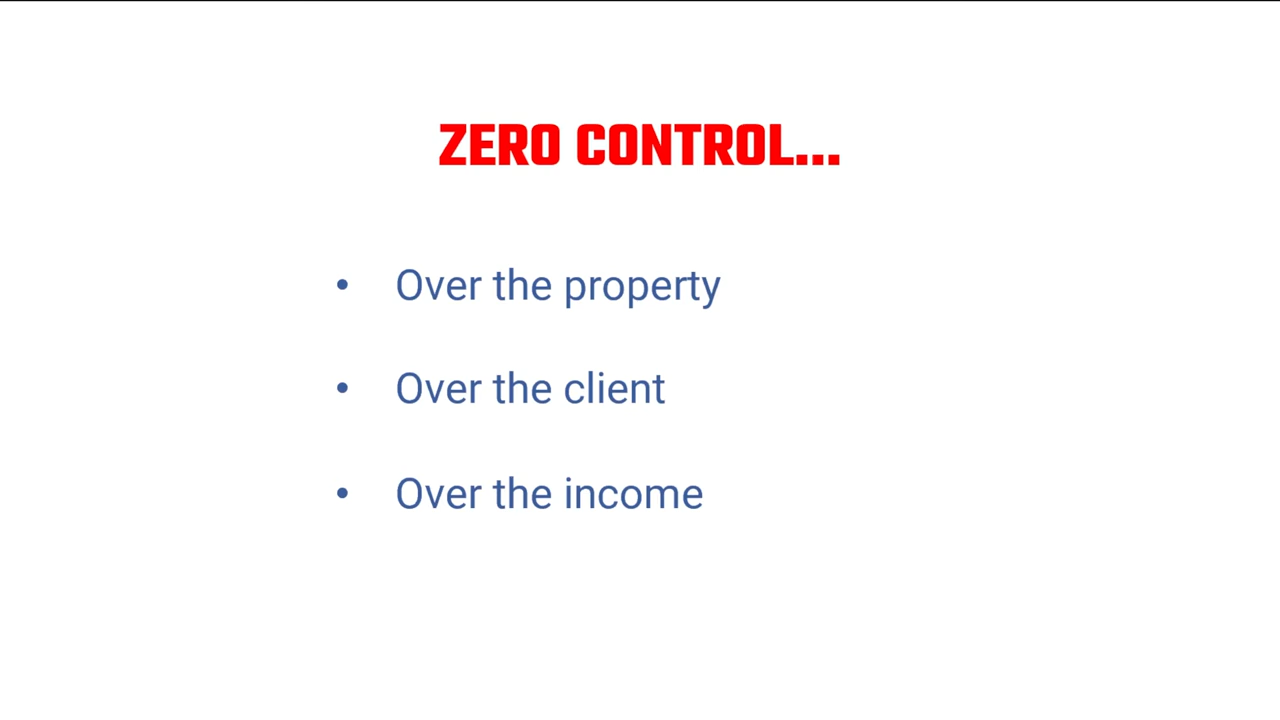 ZERO CONTROL...
• Over the property
• Over the client
• Over the income